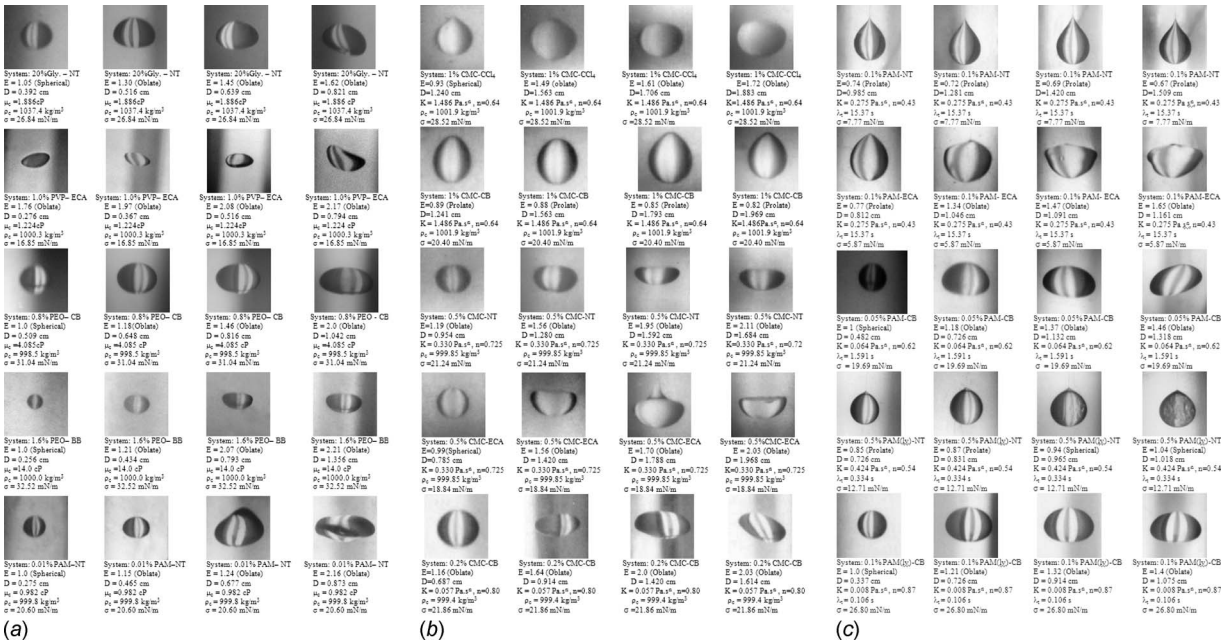 System: 20%Gly. – NT
E = 1.05 (Spherical)
D = 0.392 cm
μc = 1.886cP
ρc = 1037.4 kg/m³
σ = 26.84 mN/m
System: 20%Gly. – NT
E = 1.30 (Oblate)
D = 0.516 cm
μc = 1.886cP
ρc = 1037.4 kg/m³
σ = 26.84 mN/m
System: 20%Gly. – NT
E = 1.45 (Oblate)
D = 0.639 cm
μc = 1.886cP
ρc = 1037.4 kg/m³
σ = 26.84 mN/m
System: 20%Gly. – NT
E = 1.62 (Oblate)
D = 0.821 cm
μc = 1.886cP
ρc = 1037.4 kg/m³
σ = 26.84 mN/m
System: 1.0% PVP– ECA
E = 1.76 (Oblate)
D = 0.276 cm
μc = 1.224cP
ρc = 1000.3 kg/m³
σ = 16.85 mN/m
System: 1.0% PVP– ECA
E = 1.97 (Oblate)
D = 0.367 cm
μc = 1.224cP
ρc = 1000.3 kg/m³
σ = 16.85 mN/m
System: 1.0% PVP– ECA
E = 2.08 (Oblate)
D = 0.516 cm
μc = 1.224cP
ρc = 1000.3 kg/m³
σ = 16.85 mN/m
System: 1.0% PVP– ECA
E = 2.17 (Oblate)
D = 0.794 cm
μc = 1.224
ρc = 1000.3 kg/m³
σ = 16.85 mN/m
System: 0.8% PEO– CB
E = 1.0 (Spherical)
D = 0.509 cm
μc =4.085cP
ρc = 998.5 kg/m³
σ = 31.04 mN/m
System: 0.8% PEO– CB
E = 1.18(Oblate)
D = 0.648 cm
μc =4.085 cP
ρc = 998.5 kg/m³
σ = 31.04 mN/m
System: 0.8% PEO– CB
E = 1.46 (Oblate)
D = 0.816 cm
μc =4.085 cP
ρc = 998.5 kg/m³
σ = 31.04 mN/m
System: 0.8% PEO - CB
E = 2.0 (Oblate)
D = 1.042 cm
μc =4.085 cP
ρc = 998.5 kg/m³
σ = 31.04 mN/m
System: 1.6% PEO– BB
E = 1.0 (Spherical)
D = 0.256 cm
μc = 14.0 cP
ρc = 1000.0 kg/m³
σ = 32.52 mN/m
System: 1.6% PEO– BB
E = 1.21 (Oblate)
D = 0.434 cm
μc = 14.0 cP
ρc = 1000.0 kg/m³
σ = 32.52 mN/m
System: 1.6% PEO– BB
E = 2.07 (Oblate)
D = 0.793 cm
μc = 14.0 cP
ρc = 1000.0 kg/m³
σ = 32.52 mN/m
System: 1.6% PEO– BB
E = 2.21 (Oblate)
D = 1.356 cm
μc = 14.0 cP
ρc = 1000.0 kg/m³
σ = 32.52 mN/m
System: 0.01% PAM–NT
E = 1.0 (Spherical)
D = 0.275 cm
μc = 0.982 cP
ρc = 999.8 kg/m³
σ = 20.60 mN/m
System: 0.01% PAM–NT
E = 1.15 (Oblate)
D = 0.465 cm
μc = 0.982 cP
ρc = 999.8 kg/m³
σ = 20.60 mN/m
System: 0.01% PAM– NT
E = 1.24 (Oblate)
D = 0.677 cm
μc = 0.982 cP
ρc = 999.8 kg/m³
σ = 20.60 mN/m
System: 0.01% PAM– NT
E = 2.16 (Oblate)
D = 0.873 cm
μc = 0.982 cP
ρc = 999.8 kg/m³
σ = 20.60 mN/m
(a)
System: 1% CMC-CCl₄
E =0.93 (Spherical)
D =1.240 cm
K = 1.486 Pa.sⁿ, n=0.64
ρc = 1001.9 kg/m³
σ =28.52 mN/m
System: 1% CMC-CCl₄
E =1.49 (oblate)
D =1.563 cm
K = 1.486 Pa.sⁿ, n=0.64
ρc = 1001.9 kg/m³
σ =28.52 mN/m
System: 1% CMC-CCl₄
E =1.61 (Oblate)
D =1.706 cm
K = 1.486 Pa.sⁿ, n=0.64
ρc = 1001.9 kg/m³
σ =28.52 mN/m
System: 1% CMC-CCl₄
E =1.72 (Oblate)
D =1.883 cm
K=1.486 Pa.sⁿ, n=0.64
ρc = 1001.9 kg/m³
σ =28.52 mN/m
System: 1% CMC-CB
E =0.89 (Prolate)
D =1.241 cm
K = 1.486 Pa.sⁿ, n=0.64
ρc = 1001.9 kg/m³
σ =20.40 mN/m
System: 1% CMC-CB
E = 0.88 (Prolate)
D =1.563 cm
K = 1.486 Pa.sⁿ, n=0.64
ρc = 1001.9 kg/m³
σ =20.40 mN/m
System: 1% CMC-CB
E = 0.85 (Prolate)
D =1.793 cm
K = 1.486 Pa.sⁿ, n=0.64
ρc = 1001.9 kg/m³
σ =20.40 mN/m
System: 1% CMC-CB
E = 0.82 (Prolate)
D =1.969 cm
K=1.486Pa.sⁿ, n=0.64
ρc = 1001.9 kg/m³
σ =20.40 mN/m
System: 0.5% CMC-NT
E =1.19 (Oblate)
D = 0.954 cm
K = 0.330 Pa.sⁿ, n=0.725
ρc = 999.85 kg/m³
σ =21.24 mN/m
System: 0.5% CMC-NT
E =1.56 (Oblate)
D = 1.280 cm
K = 0.330 Pa.sⁿ, n=0.725
ρc = 999.85 kg/m³
σ =21.24 mN/m
System: 0.5% CMC-NT
E =1.95 (Oblate)
D =1.592 cm
K = 0.330 Pa.sⁿ, n=0.725
ρc = 999.85 kg/m³
σ =21.24 mN/m
System: 0.5% CMC-NT
E = 2.11 (Oblate)
D =1.684 cm
K=0.330 Pa.sⁿ, n=0.72
ρc = 999.85 kg/m³
σ = 21.24 mN/m
System: 0.5% CMC-ECA
E =0.99(Spherical)
D=0.785 cm
K = 0.330 Pa.sⁿ, n=0.725
ρc = 999.85 kg/m³
σ=18.84 mN/m
System: 0.5% CMC-ECA
E = 1.56 (Oblate)
D = 1.420 cm
K = 0.330 Pa.sⁿ, n=0.725
ρc = 999.85 kg/m³
σ =18.84 mN/m
System: 0.5% CMC-ECA
E = 1.70 (Oblate)
D = 1.788 cm
K = 0.330 Pa.sⁿ, n=0.725
ρc = 999.85 kg/m³
σ =18.84 mN/m
System: 0.5%CMC-ECA
E = 2.03 (Oblate)
D = 1.968 cm
K=0.330 Pa.sⁿ, n=0.725
ρc = 999.85 kg/m³
σ =18.84 mN/m
System: 0.2% CMC-CB
E =1.16 (Oblate)
D =0.687 cm
K =0.057Pa.sⁿ, n=0.80
ρc = 999.4 kg/m³
σ =21.86 mN/m
System: 0.2% CMC-CB
E =1.64 (Oblate)
D = 0.914 cm
K = 0.057 Pa.sⁿ, n=0.80
ρc = 999.4 kg/m³
σ =21.86 mN/m
System: 0.2% CMC-CB
E = 2.0 (Oblate)
D = 1.420 cm
K = 0.057 Pa.sⁿ, n=0.80
ρc = 999.4 kg/m³
σ =21.86 mN/m
System: 0.2% CMC-CB
E = 2.03 (Oblate)
D = 1.614 cm
K = 0.057 Pa.sⁿ, n=0.80
ρc = 999.4 kg/m³
σ =21.86 mN/m
(b)
System: 0.1% PAM-NT
E =0.74 (Prolate)
D =0.985 cm
K = 0.275 Pa.sⁿ, n=0.43
λη = 15.37 s
σ = 7.77 mN/m
System: 0.1% PAM-NT
E = 0.72 (Prolate)
D = 1.281 cm
K = 0.275 Pa.sⁿ, n=0.43
λη = 15.37 s
σ = 7.77 mN/m
System: 0.1% PAM-NT
E = 0.69 (Prolate)
D = 1.420 cm
K = 0.275 Pa.sⁿ, n=0.43
λη = 15.37 s
σ = 7.77 mN/m
System: 0.1% PAM-NT
E = 0.67 (Prolate)
D = 1.509 cm
K = 0.275 Pa.sⁿ, n=0.43
λη = 15.37 s
σ = 7.77 mN/m
System: 0.1% PAM-ECA
E = 0.77 (Prolate)
D = 0.812 cm
K = 0.275 Pa.sⁿ, n=0.43
λη = 15.37 s
σ = 5.87 mN/m
System: 0.1% PAM- ECA
E = 1.34 (Oblate)
D = 1.046 cm
K = 0.275 Pa.sⁿ, n=0.43
λη = 15.37 s
σ =5.87 mN/m
System: 0.1% PAM- ECA
E = 1.47 (Oblate)
D = 1.091 cm
K = 0.275 Pa.sⁿ, n=0.43
λη = 15.37 s
σ =5.87 mN/m
System: 0.1% PAM-ECA
E = 1.65 (Oblate)
D = 1.161 cm
K = 0.275 Pa.sⁿ, n=0.43
λη = 15.37 s
σ = 5.87 mN/m
System: 0.05% PAM-CB
E = 1 (Spherical)
D = 0.482 cm
K = 0.064 Pa.sⁿ, n=0.62
λη = 1.591 s
σ =19.69 mN/m
System: 0.05% PAM-CB
E = 1.18 (Oblate)
D = 0.726 cm
K = 0.064 Pa.sⁿ, n=0.62
λη = 1.591 s
σ =19.69 mN/m
System: 0.05% PAM-CB
E = 1.37 (Oblate)
D = 1.132 cm
K = 0.064 Pa.sⁿ, n=0.62
λη = 1.591 s
σ =19.69 mN/m
System: 0.05% PAM-CB
E = 1.46 (Oblate)
D = 1.318 cm
K = 0.064 Pa.sⁿ, n=0.62
λη =1.591 s
σ =19.69 mN/m
System: 0.5% PAM(ly)-NT
E = 0.85 (Prolate)
D = 0.726 cm
K = 0.424 Pa.sⁿ, n=0.54
λη = 0.334 s
σ =12.71 mN/m
System: 0.5% PAM(ly)-NT
E = 0.87 (Prolate)
D = 0.831 cm
K = 0.424 Pa.sⁿ, n=0.54
λη = 0.334 s
σ =12.71 mN/m
System: 0.5% PAM(ly)-NT
E = 0.94 (Spherical)
D = 0.965 cm
K = 0.424 Pa.sⁿ, n=0.54
λη = 0.334 s
σ =12.71 mN/m
System: 0.5% PAM(ly)-NT
E = 1.04 (Spherical)
D = 1.018 cm
K = 0.424 Pa.sⁿ, n=0.54
λη = 0.334 s
σ = 12.71 mN/m
System: 0.1% PAM(ly)-CB
E = 1.0 (Spherical)
D = 0.337 cm
K = 0.008 Pa.sⁿ, n=0.87
λη = 0.106 s
σ = 26.80 mN/m
System: 0.1% PAM(ly)-CB
E = 1.21 (Oblate)
D = 0.726 cm
K = 0.008 Pa.sⁿ, n=0.87
λη = 0.106 s
σ = 26.80 mN/m
System: 0.1% PAM(ly)-CB
E = 1.32 (Oblate)
D = 0.914 cm
K = 0.008 Pa.sⁿ, n=0.87
λη = 0.106 s
σ = 26.80 mN/m
System: 0.1% PAM(ly)-CB
E = 1.4 (Oblate)
D = 1.075 cm
K = 0.008 Pa.sⁿ, n=0.87
λη = 0.106 s
σ = 26.80 mN/m
(c)